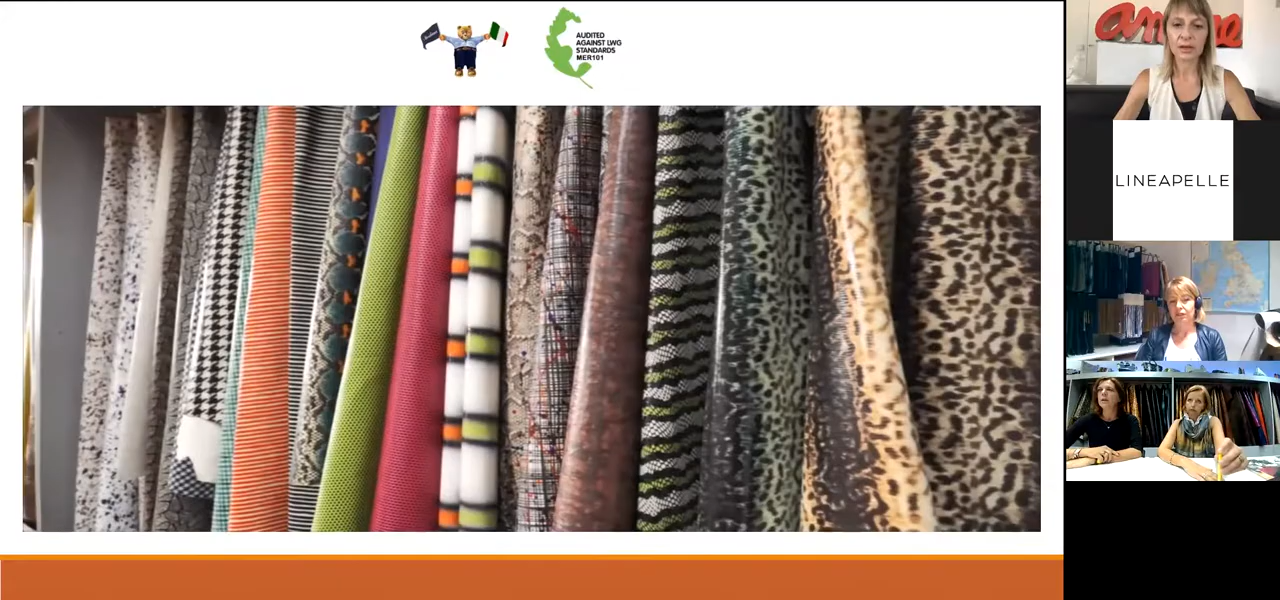 AUDITED
AGAINST LWG
STANDARDS
MER101
LINEAPELLE